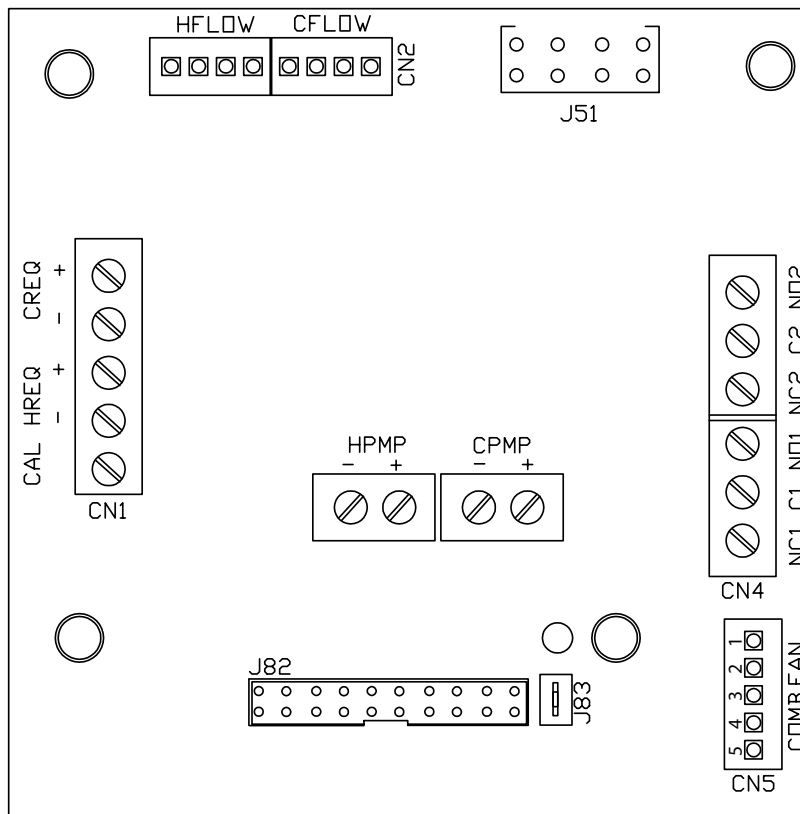 HFLOW CFLOW
CN2
J51
CREQ + -
HREQ + -
CAL
CN1
HPMP CPMP
- + - +
NO2
C2
NC2
NO1
C1
NC1
CN4
J82
J83
1
2
3
4
5
COMB.FAN
CN5